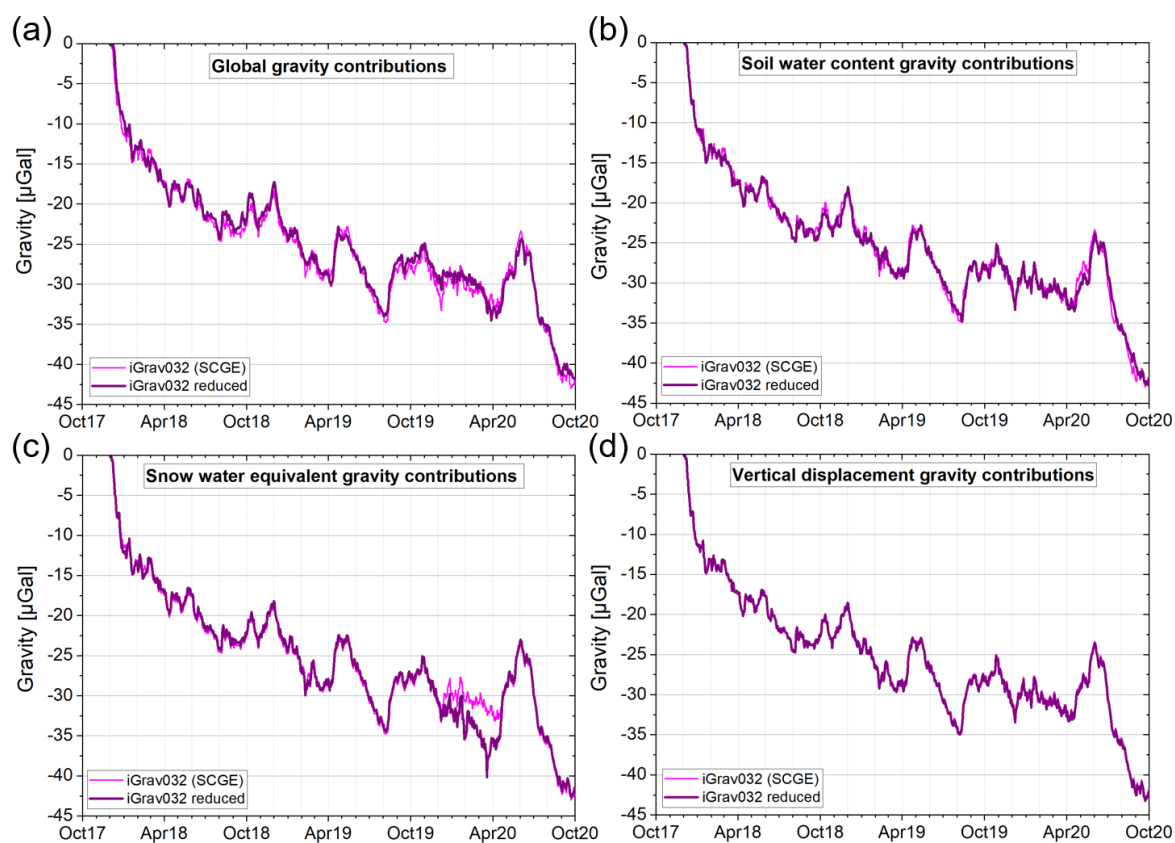 (a)
Global gravity contributions
Gravity [µGal]
0
-5
-10
-15
-20
-25
-30
-35
-40
-45
iGrav032 (SCGE)
iGrav032 reduced
Oct17 Apr18 Oct18 Apr19 Oct19 Apr20 Oct20
(b)
Soil water content gravity contributions
Gravity [µGal]
0
-5
-10
-15
-20
-25
-30
-35
-40
-45
iGrav032 (SCGE)
iGrav032 reduced
Oct17 Apr18 Oct18 Apr19 Oct19 Apr20 Oct20
(c)
Snow water equivalent gravity contributions
Gravity [µGal]
0
-5
-10
-15
-20
-25
-30
-35
-40
-45
iGrav032 (SCGE)
iGrav032 reduced
Oct17 Apr18 Oct18 Apr19 Oct19 Apr20 Oct20
(d)
Vertical displacement gravity contributions
Gravity [µGal]
0
-5
-10
-15
-20
-25
-30
-35
-40
-45
iGrav032 (SCGE)
iGrav032 reduced
Oct17 Apr18 Oct18 Apr19 Oct19 Apr20 Oct20